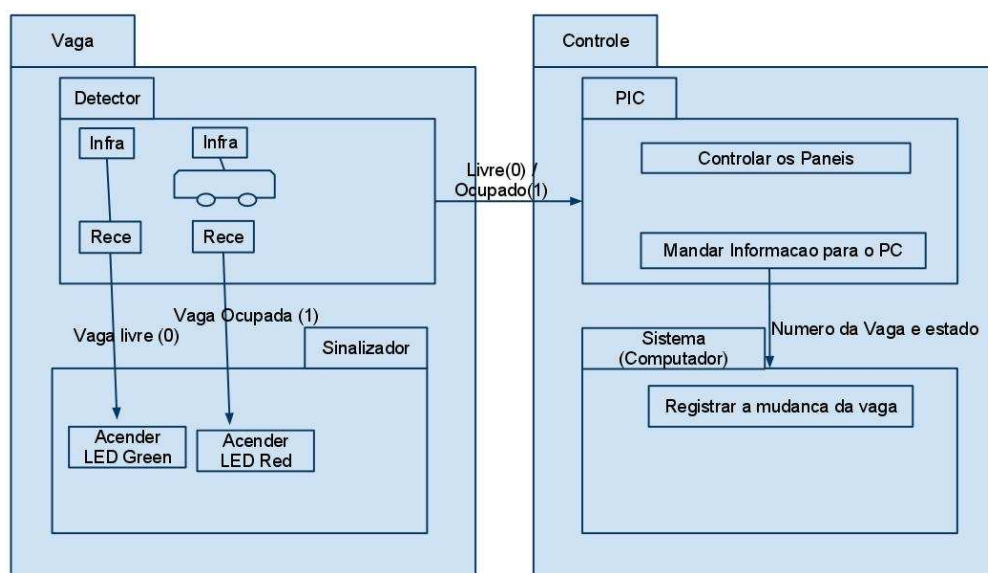 Vaga
Detector
Infra
Infra
Rece
Rece
Vaga livre (0)
Vaga Ocupada (1)
Sinalizador
Acender
LED Green
Acender
LED Red
Livre(0) /
Ocupado(1)
Controle
PIC
Controlar os Paneis
Mandar Informacao para o PC
Numero da Vaga e estado
Sistema
(Computador)
Registrar a mudanca da vaga